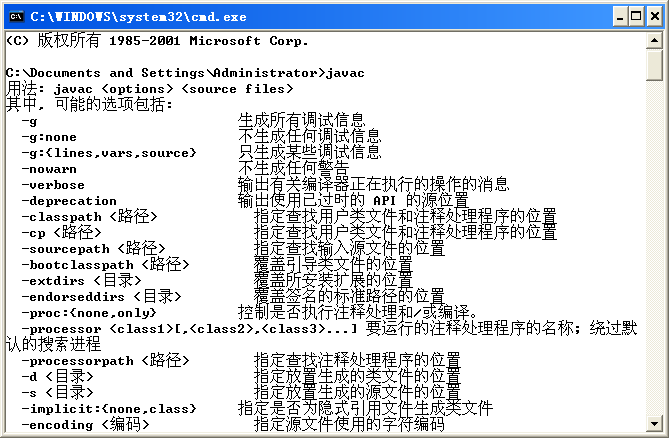 C:\WINDOWS\system32\cmd.exe
(C) 版权所有 1985-2001 Microsoft Corp.
C:\Documents and Settings\Administrator>javac
用法: javac <options> <source files>
其中, 可能的选项包括:
-g 生成所有调试信息
-g:none 不生成任何调试信息
-g:{lines,vars,source} 只生成某些调试信息
-nowarn 不生成任何警告
-verbose 输出有关编译器正在执行的操作的消息
-deprecation 输出使用已过时的 API 的源位置
-classpath <路径> 指定查找用户类文件和注释处理程序的位置
-cp <路径> 指定查找用户类文件和注释处理程序的位置
-sourcepath <路径> 指定查找输入源文件的位置
-bootclasspath <路径> 覆盖引导类文件的位置
-extdirs <目录> 覆盖所安装扩展的位置
-endorseddirs <目录> 覆盖签名的标准路径的位置
-proc:{none,only} 控制是否执行注释处理和/或编译。
-processor <class1>[,<class2>,<class3>...] 要运行的注释处理程序的名称; 绕过默
认的搜索进程
-processorpath <路径> 指定查找注释处理程序的位置
-d <目录> 指定放置生成的类文件的位置
-s <目录> 指定放置生成的源文件的位置
-implicit:{none,class} 指定是否为隐式引用文件生成类文件
-encoding <编码> 指定源文件使用的字符编码